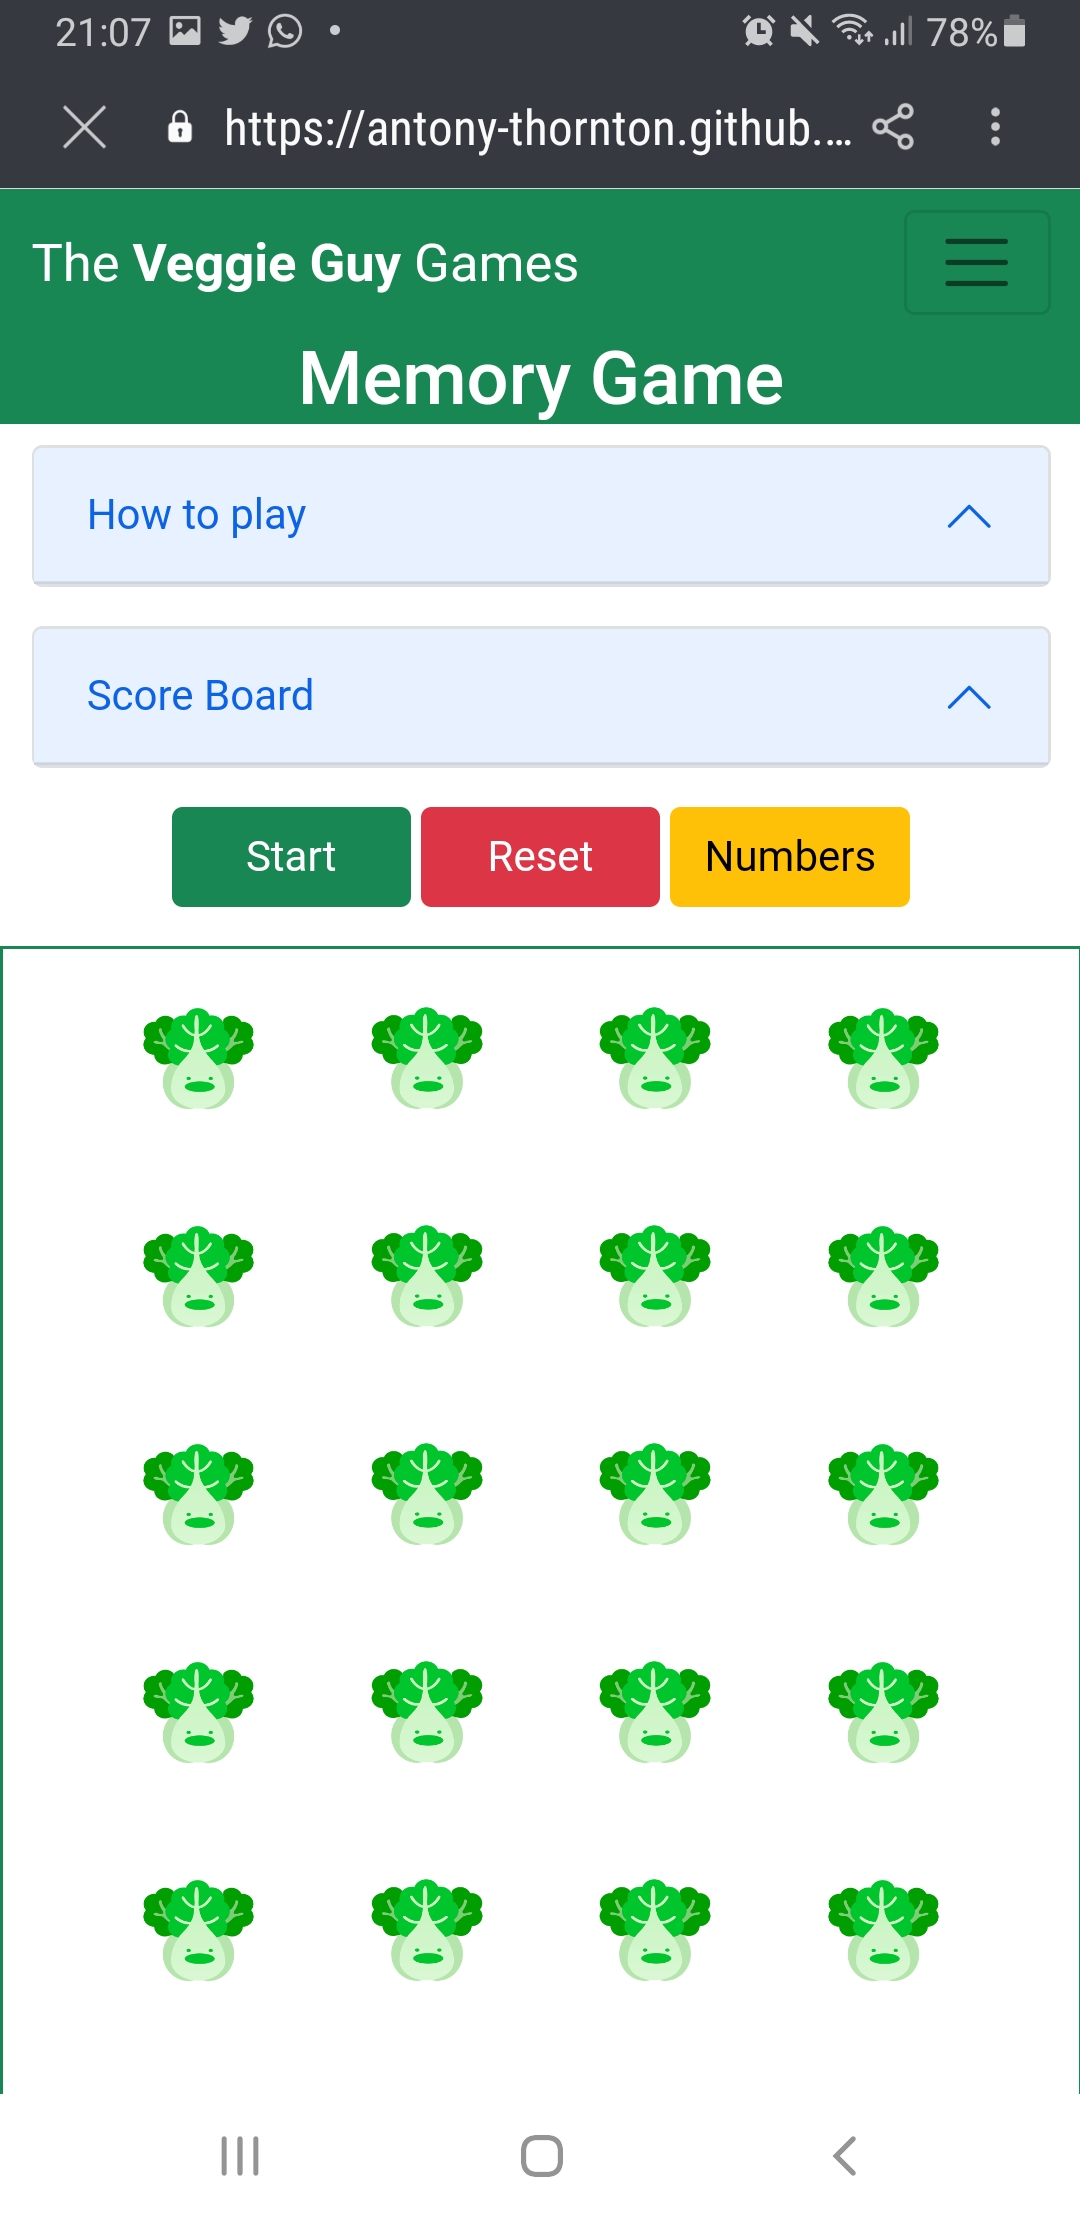 21:07 78%
https://antony-thornton.github....
The Veggie Guy Games
Memory Game
How to play
Score Board
Start Reset Numbers